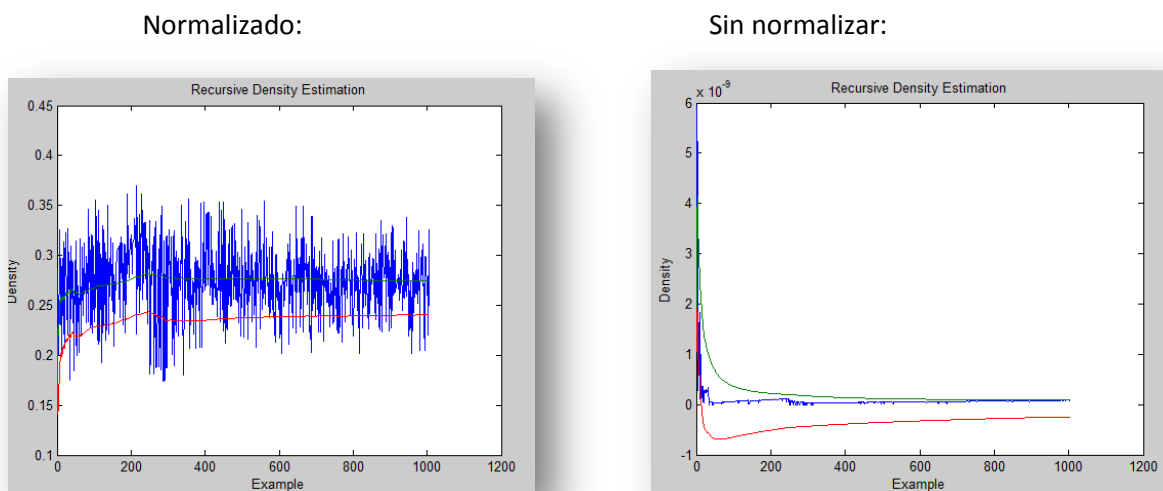 Normalizado:
Sin normalizar:
Recursive Density Estimation
0.45
0.4
0.35
0.3
0.25
0.2
0.15
0.1
Density
0 200 400 600 800 1000 1200
Example
Recursive Density Estimation
x 10^-9
6
5
4
3
2
1
0
-1
Density
0 200 400 600 800 1000 1200
Example